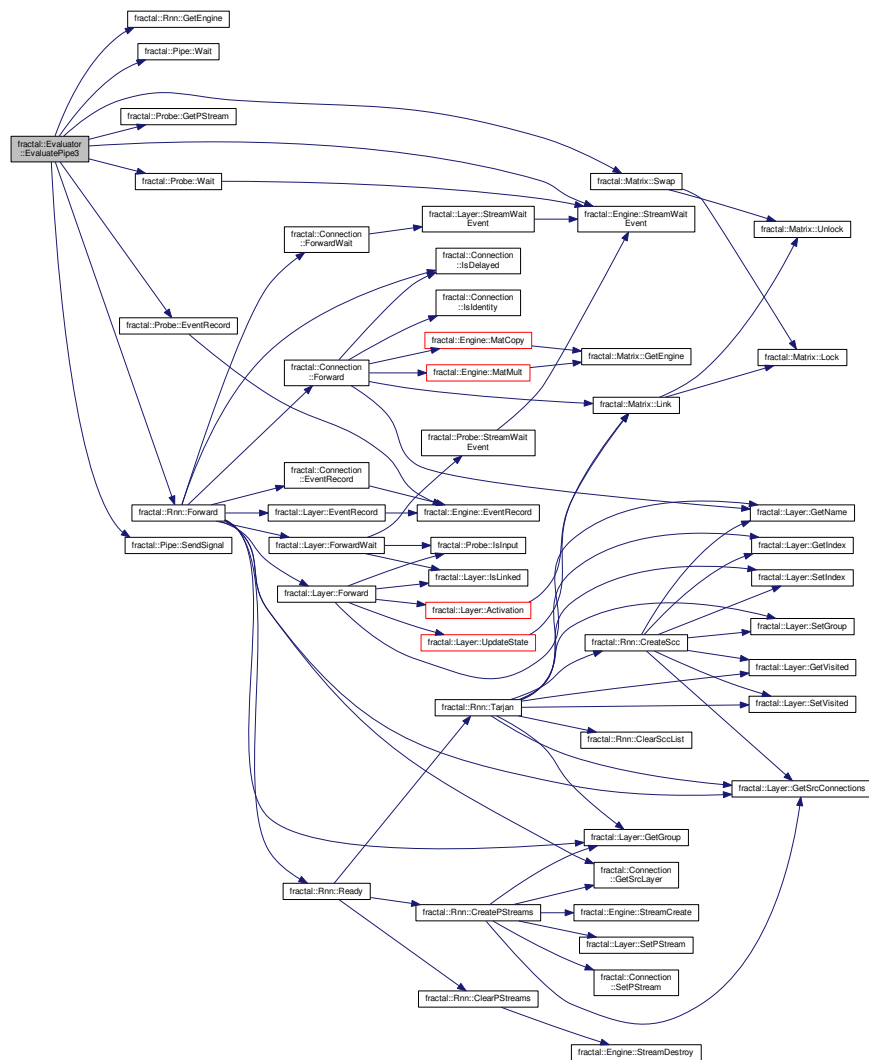 fractal::Rnn::GetEngine
fractal::Pipe::Wait
fractal::Probe::GetPStream
fractal::Evaluator
::EvaluatePipe3
fractal::Probe::Wait
fractal::Matrix::Swap
fractal::Layer::StreamWait
Event
fractal::Engine::StreamWait
Event
fractal::Matrix::Unlock
fractal::Connection
::ForwardWait
fractal::Connection
::IsDelayed
fractal::Connection
::IsIdentity
fractal::Probe::EventRecord
fractal::Engine::MatCopy
fractal::Matrix::GetEngine
fractal::Matrix::Lock
fractal::Connection
::Forward
fractal::Engine::MatMult
fractal::Matrix::Link
fractal::Probe::StreamWait
Event
fractal::Connection
::EventRecord
fractal::Rnn::Forward
fractal::Layer::EventRecord
fractal::Engine::EventRecord
fractal::Layer::GetName
fractal::Pipe::SendSignal
fractal::Layer::ForwardWait
fractal::Probe::IsInput
fractal::Layer::GetIndex
fractal::Layer::IsLinked
fractal::Layer::SetIndex
fractal::Layer::Forward
fractal::Layer::Activation
fractal::Layer::SetGroup
fractal::Layer::UpdateState
fractal::Rnn::CreateScc
fractal::Layer::GetVisited
fractal::Rnn::Tarjan
fractal::Layer::SetVisited
fractal::Rnn::ClearSccList
fractal::Layer::GetSrcConnections
fractal::Layer::GetGroup
fractal::Connection
::GetSrcLayer
fractal::Rnn::Ready
fractal::Rnn::CreatePStreams
fractal::Engine::StreamCreate
fractal::Layer::SetPStream
fractal::Connection
::SetPStream
fractal::Rnn::ClearPStreams
fractal::Engine::StreamDestroy